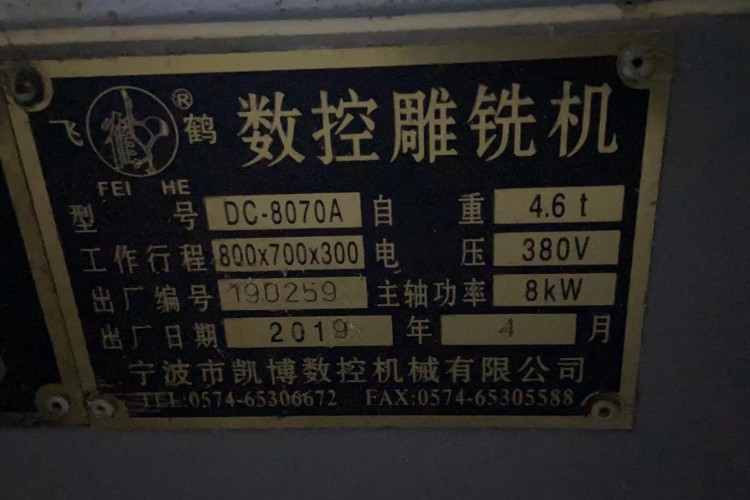 飞 鹤 ® 数控雕铣机
FEI HE
型 号 DC-8070A 自 重 4.6 t
工作行程 800x700x300 电 压 380V
出厂编号 190259 主轴功率 8kW
出厂日期 2019 年 4 月
宁波市凯博数控机械有限公司
TEL:0574-65306672 FAX:0574-65305588